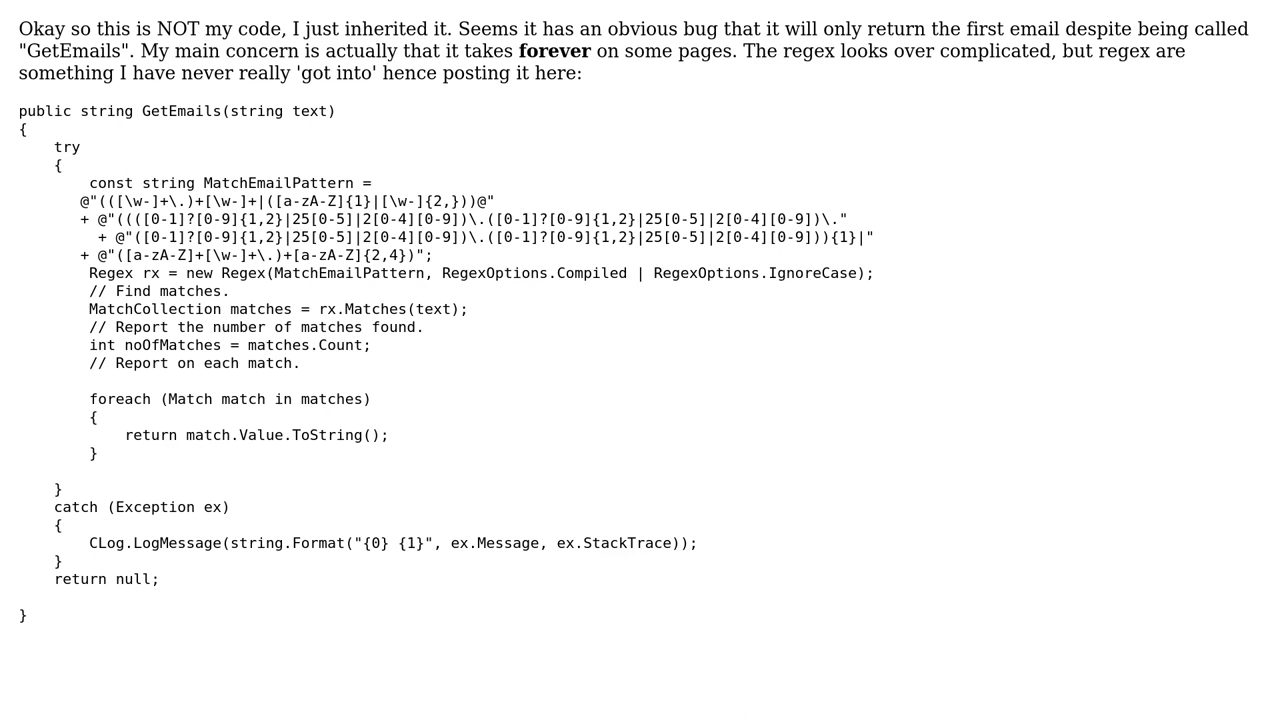 Okay so this is NOT my code, I just inherited it. Seems it has an obvious bug that it will only return the first email despite being called
"GetEmails". My main concern is actually that it takes forever on some pages. The regex looks over complicated, but regex are
something I have never really 'got into' hence posting it here:
public string GetEmails(string text)
{
    try
    {
        const string MatchEmailPattern =
       @"(([\w-]+\.)+[\w-]+|([a-zA-Z]{1}|[\w-]{2,}))@"
       + @"((([0-1]?[0-9]{1,2}|25[0-5]|2[0-4][0-9])\.([0-1]?[0-9]{1,2}|25[0-5]|2[0-4][0-9])\."
         + @"([0-1]?[0-9]{1,2}|25[0-5]|2[0-4][0-9])\.([0-1]?[0-9]{1,2}|25[0-5]|2[0-4][0-9])){1}|"
       + @"([a-zA-Z]+[\w-]+\.)+[a-zA-Z]{2,4})";
        Regex rx = new Regex(MatchEmailPattern, RegexOptions.Compiled | RegexOptions.IgnoreCase);
        // Find matches.
        MatchCollection matches = rx.Matches(text);
        // Report the number of matches found.
        int noOfMatches = matches.Count;
        // Report on each match.
        foreach (Match match in matches)
        {
            return match.Value.ToString();
        }
    }
    catch (Exception ex)
    {
        CLog.LogMessage(string.Format("{0} {1}", ex.Message, ex.StackTrace));
    }
    return null;
}